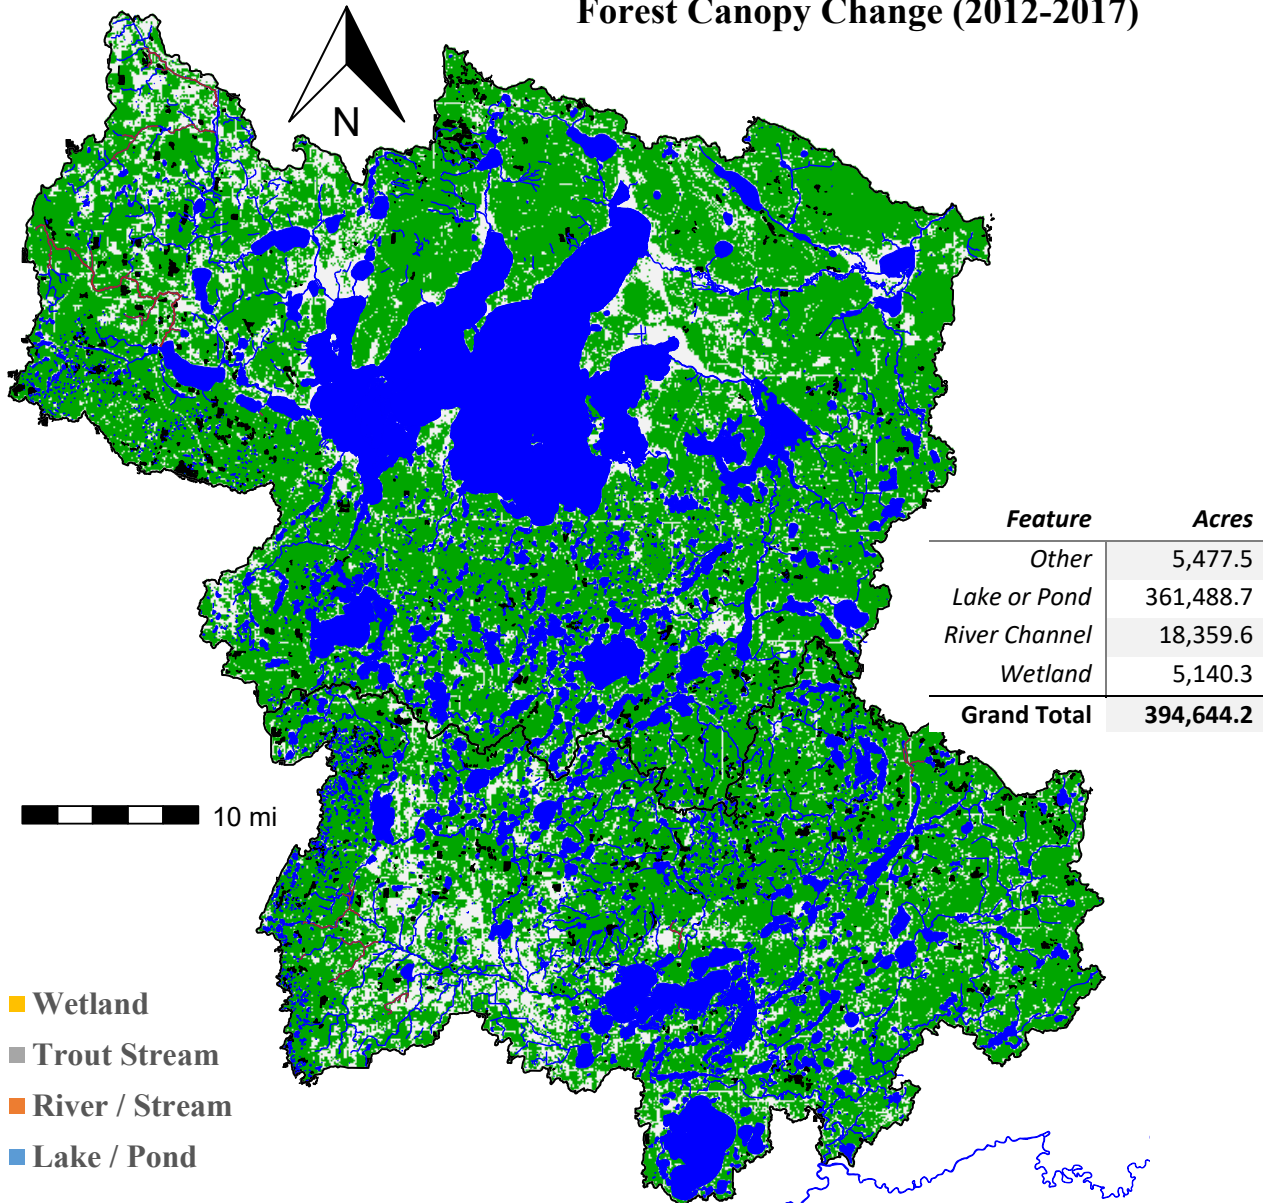 Forest Canopy Change (2012-2017)
N
Feature Acres
Other 5,477.5
Lake or Pond 361,488.7
River Channel 18,359.6
Wetland 5,140.3
Grand Total 394,644.2
10 mi
Wetland
Trout Stream
River / Stream
Lake / Pond